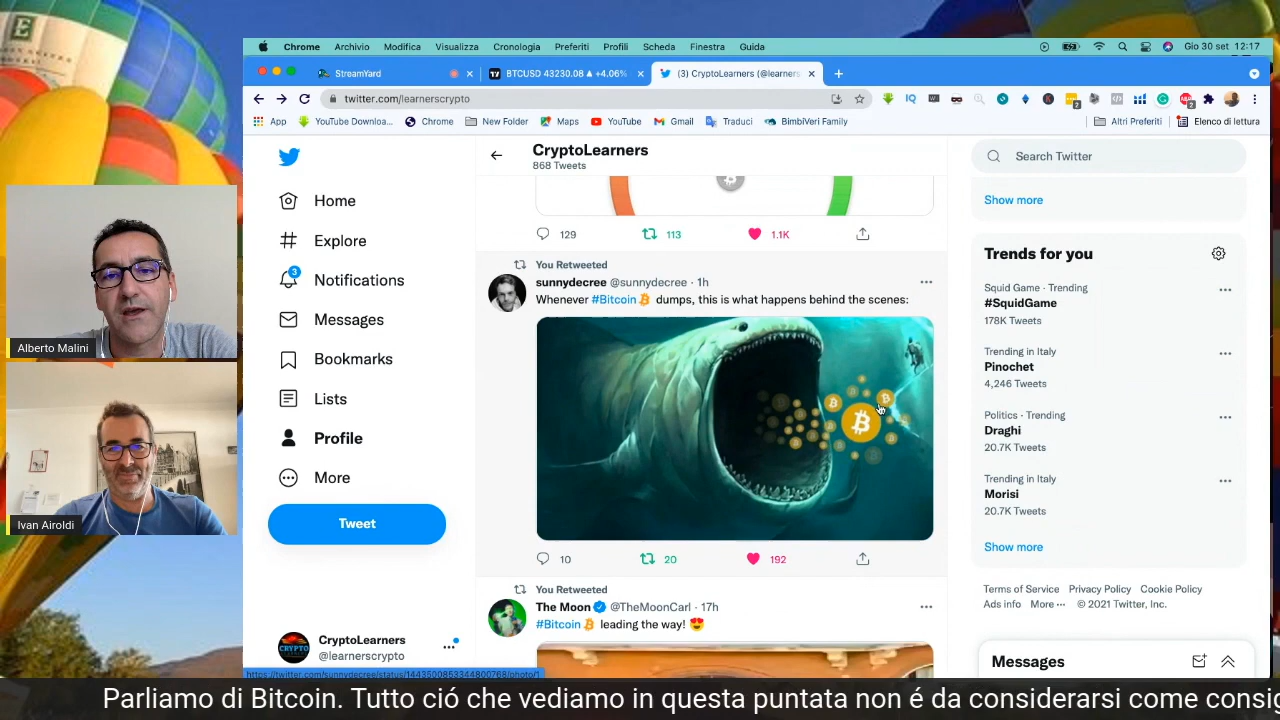 Chrome Archivio Modifica Visualizza Cronologia Preferiti Profili Scheda Finestra Guida
Gio 30 set 12:17
StreamYard
BTCUSD 43230.08 ▲ +4.06%
(3) CryptoLearners (@learners
twitter.com/learnerscrypto
App YouTube Downloa... Chrome New Folder Maps YouTube Gmail Traduci BimbiVeri Family Altri Preferiti Elenco di lettura
CryptoLearners
868 Tweets
Search Twitter
Home
Explore
3
Notifications
Messages
Bookmarks
Lists
Profile
More
Tweet
CryptoLearners
@learnerscrypto
129 113 1.1K
You Retweeted
sunnydecree @sunnydecree · 1h
Whenever #Bitcoin dumps, this is what happens behind the scenes:
10 20 192
You Retweeted
The Moon @TheMoonCarl · 17h
#Bitcoin leading the way! 😍
Show more
Trends for you
Squid Game · Trending
#SquidGame
178K Tweets
Trending in Italy
Pinochet
4,246 Tweets
Politics · Trending
Draghi
20.7K Tweets
Trending in Italy
Morisi
20.7K Tweets
Show more
Terms of Service Privacy Policy Cookie Policy
Ads info More ··· © 2021 Twitter, Inc.
Messages
Alberto Malini
Ivan Airoldi
Parliamo di Bitcoin. Tutto ció che vediamo in questa puntata non é da considerarsi come consig